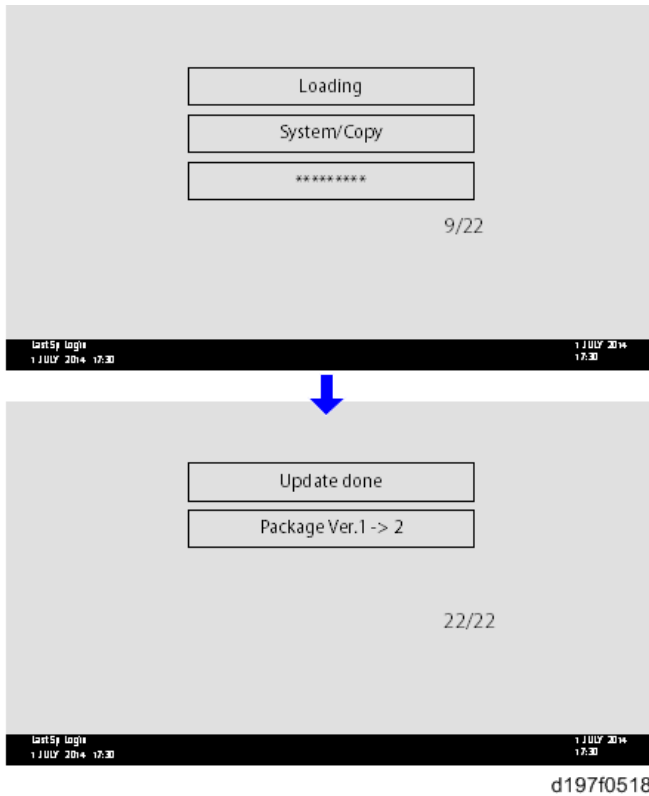 Loading
System/Copy
*********
9/22
Last Sp Login
1 JULY 2014 17:30
1 JULY 2014
17:30
Update done
Package Ver.1 -> 2
22/22
Last Sp Login
1 JULY 2014 17:30
1 JULY 2014
17:30
d197f0518